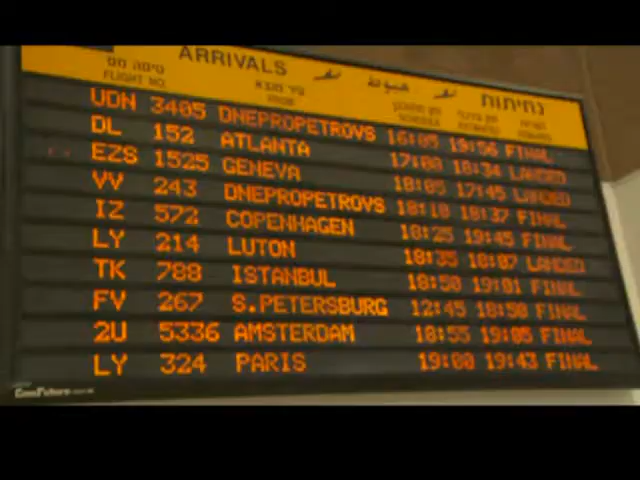 ARRIVALS נחיתות
טיסה מס
FLIGHT NO.
UDN 3405 DNEPROPETROVS 16:05 19:56 FINAL
DL 152 ATLANTA 17:00 18:34 LANDED
EZS 1525 GENEVA 18:05 17:45 LANDED
VV 243 DNEPROPETROVS 18:10 18:37 FINAL
IZ 572 COPENHAGEN 18:25 19:45 FINAL
LY 214 LUTON 18:35 18:07 LANDED
TK 788 ISTANBUL 18:50 19:01 FINAL
FV 267 S.PETERSBURG 12:45 18:50 FINAL
2U 5336 AMSTERDAM 18:55 19:05 FINAL
LY 324 PARIS 19:00 19:43 FINAL